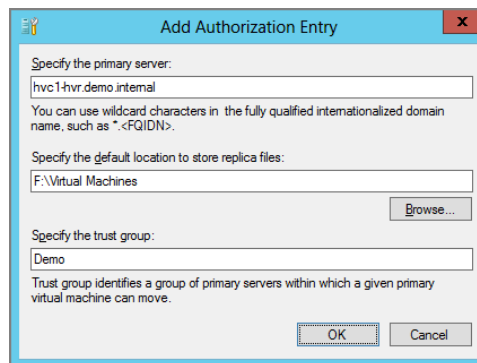 Add Authorization Entry
x
Specify the primary server:
hvc1-hvr.demo.internal
You can use wildcard characters in the fully qualified internationalized domain
name, such as *.<FQIDN>.
Specify the default location to store replica files:
F:\Virtual Machines
Browse...
Specify the trust group:
Demo
Trust group identifies a group of primary servers within which a given primary
virtual machine can move.
OK Cancel